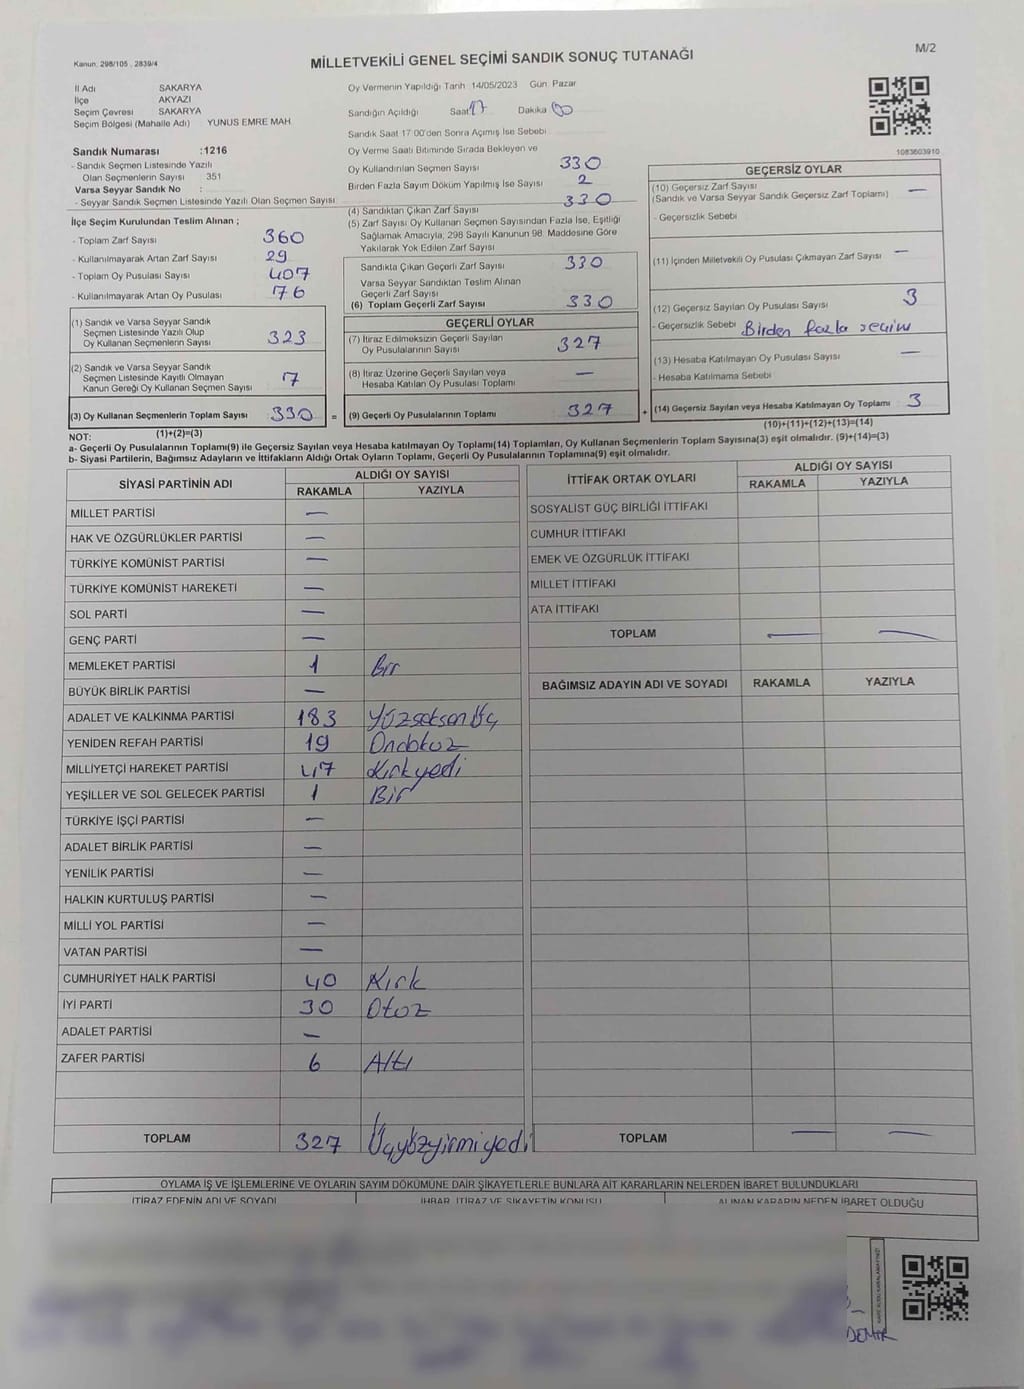 Kanun: 298/105 , 2839/4
MİLLETVEKİLİ GENEL SEÇİMİ SANDIK SONUÇ TUTANAĞI
M/2
İl Adı SAKARYA
İlçe AKYAZI
Seçim Çevresi SAKARYA
Seçim Bölgesi (Mahalle Adı) YUNUS EMRE MAH.
Sandık Numarası :1216
- Sandık Seçmen Listesinde Yazılı
Olan Seçmenlerin Sayısı 351
Varsa Seyyar Sandık No :
- Seyyar Sandık Seçmen Listesinde Yazılı Olan Seçmen Sayısı:
İlçe Seçim Kurulundan Teslim Alınan ;
- Toplam Zarf Sayısı 360
- Kullanılmayarak Artan Zarf Sayısı 29
- Toplam Oy Pusulası Sayısı 407
- Kullanılmayarak Artan Oy Pusulası 76
(1) Sandık ve Varsa Seyyar Sandık
Seçmen Listesinde Yazılı Olup
Oy Kullanan Seçmenlerin Sayısı 323
(2) Sandık ve Varsa Seyyar Sandık
Seçmen Listesinde Kayıtlı Olmayan
Kanun Gereği Oy Kullanan Seçmen Sayısı 7
(3) Oy Kullanan Seçmenlerin Toplam Sayısı 330 =
(1)+(2)=(3)
Oy Vermenin Yapıldığı Tarih 14/05/2023 Gün Pazar
Sandığın Açıldığı Saat 17 Dakika 00
Sandık Saat 17:00'den Sonra Açımış İse Sebebi
Oy Verme Saati Bitiminde Sırada Bekleyen ve
Oy Kullandırılan Seçmen Sayısı 330
Birden Fazla Sayım Döküm Yapılmış İse Sayısı 2
(4) Sandıktan Çıkan Zarf Sayısı 330
(5) Zarf Sayısı Oy Kullanan Seçmen Sayısından Fazla İse, Eşitliği
Sağlamak Amacıyla, 298 Sayılı Kanunun 98. Maddesine Göre
Yakılarak Yok Edilen Zarf Sayısı
Sandıkta Çıkan Geçerli Zarf Sayısı 330
Varsa Seyyar Sandıktan Teslim Alınan
Geçerli Zarf Sayısı
(6) Toplam Geçerli Zarf Sayısı 330
GEÇERLİ OYLAR
(7) İtiraz Edilmeksizin Geçerli Sayılan
Oy Pusulalarının Sayısı 327
(8) İtiraz Üzerine Geçerli Sayılan veya
Hesaba Katılan Oy Pusulası Toplamı —
(9) Geçerli Oy Pusulalarının Toplamı 327 +
1083603910
GEÇERSİZ OYLAR
(10) Geçersiz Zarf Sayısı —
(Sandık ve Varsa Seyyar Sandık Geçersiz Zarf Toplamı)
- Geçersizlik Sebebi
(11) İçinden Milletvekili Oy Pusulası Çıkmayan Zarf Sayısı —
(12) Geçersiz Sayılan Oy Pusulası Sayısı 3
- Geçersizlik Sebebi Birden fazla seçim
(13) Hesaba Katılmayan Oy Pusulası Sayısı —
- Hesaba Katılmama Sebebi
(14) Geçersiz Sayılan veya Hesaba Katılmayan Oy Toplamı 3
(10)+(11)+(12)+(13)=(14)
NOT:
a- Geçerli Oy Pusulalarının Toplamı(9) ile Geçersiz Sayılan veya Hesaba katılmayan Oy Toplamı(14) Toplamları, Oy Kullanan Seçmenlerin Toplam Sayısına(3) eşit olmalıdır. (9)+(14)=(3)
b- Siyasi Partilerin, Bağımsız Adayların ve İttifakların Aldığı Ortak Oyların Toplamı, Geçerli Oy Pusulalarının Toplamına(9) eşit olmalıdır.
SİYASİ PARTİNİN ADI ALDIĞI OY SAYISI
RAKAMLA YAZIYLA
MİLLET PARTİSİ —
HAK VE ÖZGÜRLÜKLER PARTİSİ —
TÜRKİYE KOMÜNİST PARTİSİ —
TÜRKİYE KOMÜNİST HAREKETİ —
SOL PARTİ —
GENÇ PARTİ —
MEMLEKET PARTİSİ 1 Bir
BÜYÜK BİRLİK PARTİSİ —
ADALET VE KALKINMA PARTİSİ 183 Yüzseksen Üç
YENİDEN REFAH PARTİSİ 19 Ondokuz
MİLLİYETÇİ HAREKET PARTİSİ 47 Kırkyedi
YEŞİLLER VE SOL GELECEK PARTİSİ 1 Bir
TÜRKİYE İŞÇİ PARTİSİ —
ADALET BİRLİK PARTİSİ —
YENİLİK PARTİSİ —
HALKIN KURTULUŞ PARTİSİ —
MİLLİ YOL PARTİSİ —
VATAN PARTİSİ —
CUMHURİYET HALK PARTİSİ 40 Kırk
İYİ PARTİ 30 Otuz
ADALET PARTİSİ —
ZAFER PARTİSİ 6 Altı
TOPLAM 327 Üçyüzyirmiyedi
İTTİFAK ORTAK OYLARI ALDIĞI OY SAYISI
RAKAMLA YAZIYLA
SOSYALİST GÜÇ BİRLİĞİ İTTİFAKI
CUMHUR İTTİFAKI
EMEK VE ÖZGÜRLÜK İTTİFAKI
MİLLET İTTİFAKI
ATA İTTİFAKI
TOPLAM — —
BAĞIMSIZ ADAYIN ADI VE SOYADI RAKAMLA YAZIYLA
TOPLAM — —
OYLAMA İŞ VE İŞLEMLERİNE VE OYLARIN SAYIM DÖKÜMÜNE DAİR ŞİKAYETLERLE BUNLARA AİT KARARLARIN NELERDEN İBARET BULUNDUKLARI
İTİRAZ EDENİN ADI VE SOYADI İHBAR, İTİRAZ VE ŞİKAYETİN KONUSU ALINAN KARARIN NEDEN İBARET OLDUĞU
DEMİR